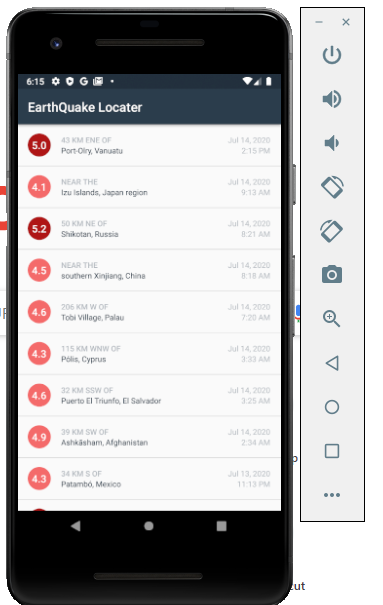 6:15
EarthQuake Locater
5.0
43 KM ENE OF
Port-Olry, Vanuatu
Jul 14, 2020
2:15 PM
4.1
NEAR THE
Izu Islands, Japan region
Jul 14, 2020
9:13 AM
5.2
50 KM NE OF
Shikotan, Russia
Jul 14, 2020
8:21 AM
4.5
NEAR THE
southern Xinjiang, China
Jul 14, 2020
8:18 AM
4.6
206 KM W OF
Tobi Village, Palau
Jul 14, 2020
7:20 AM
4.3
115 KM WNW OF
Pólis, Cyprus
Jul 14, 2020
3:33 AM
4.6
32 KM SSW OF
Puerto El Triunfo, El Salvador
Jul 14, 2020
3:25 AM
4.9
39 KM SW OF
Ashkāsham, Afghanistan
Jul 14, 2020
2:34 AM
4.3
34 KM S OF
Patambó, Mexico
Jul 13, 2020
11:13 PM